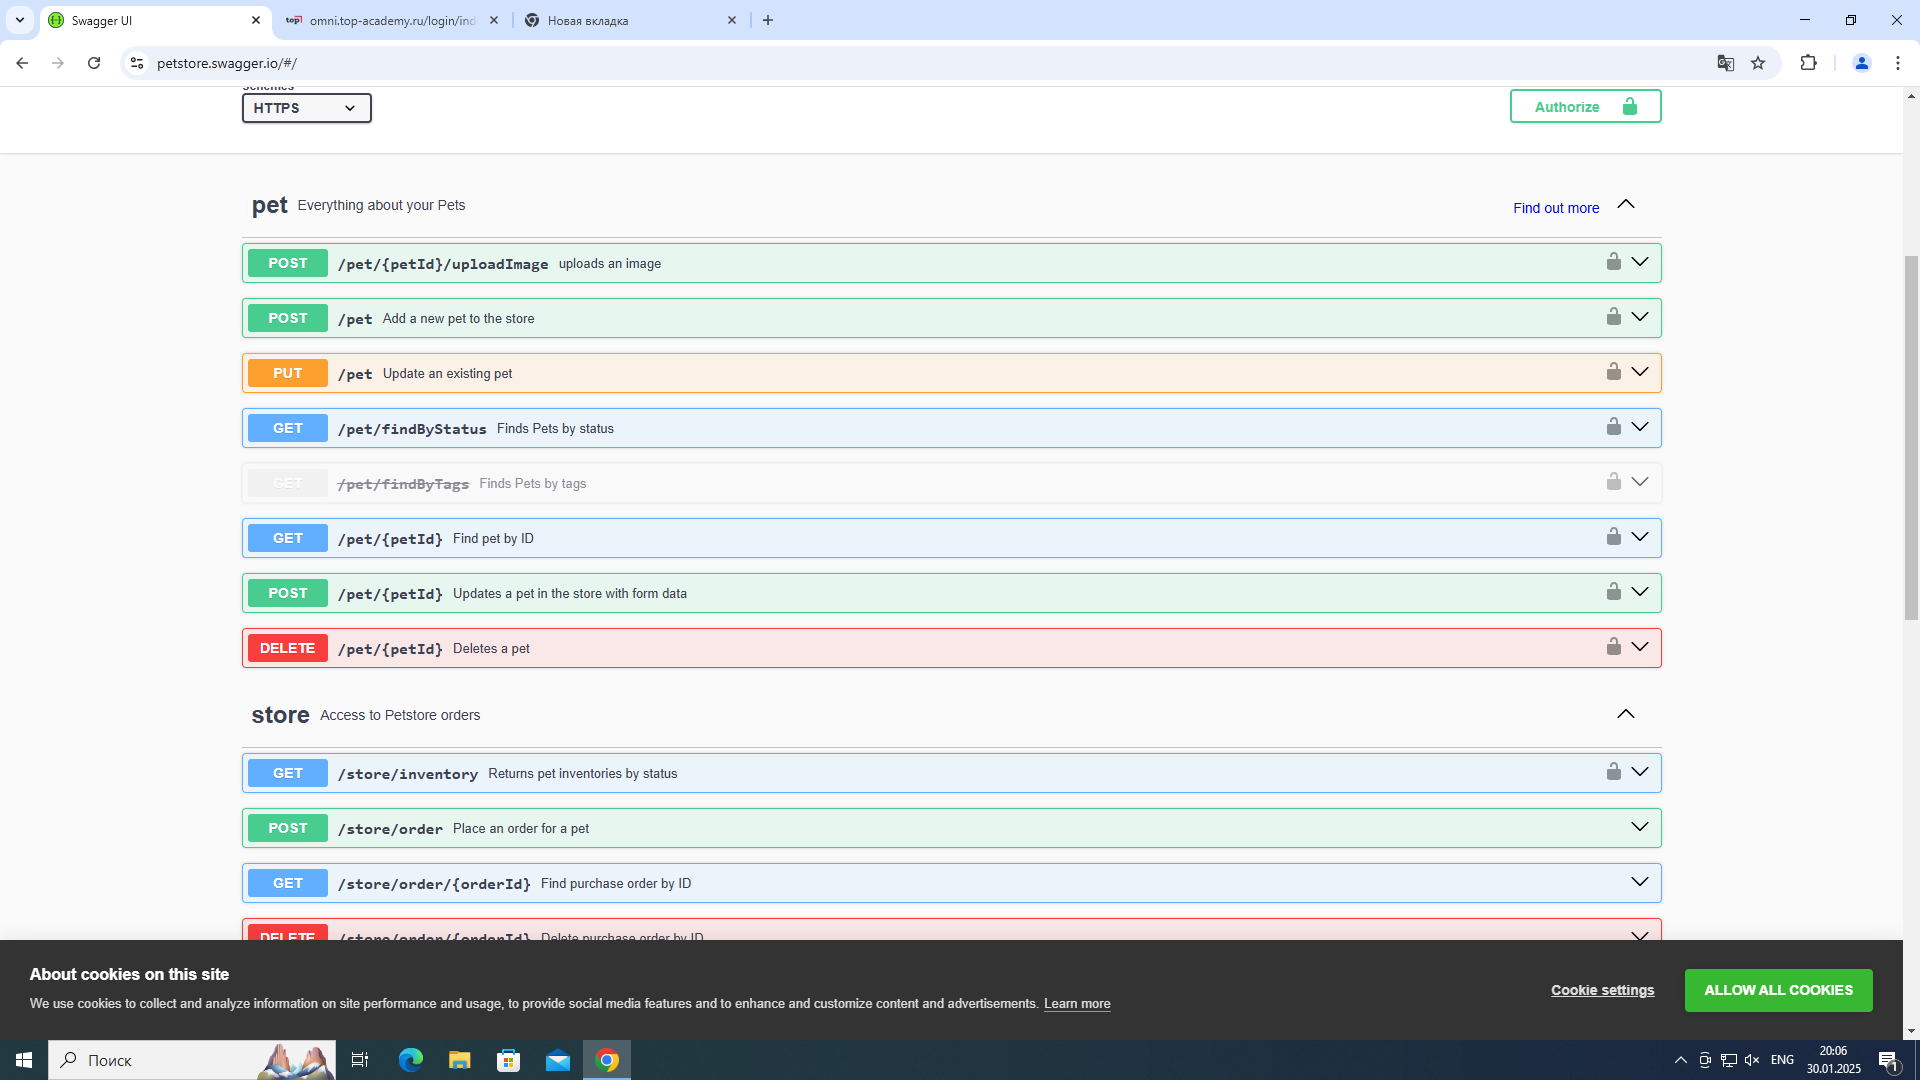 Swagger UI
omni.top-academy.ru/login/ind
Новая вкладка
petstore.swagger.io/#/
Schemes
HTTPS
Authorize
pet Everything about your Pets
Find out more
POST /pet/{petId}/uploadImage uploads an image
POST /pet Add a new pet to the store
PUT /pet Update an existing pet
GET /pet/findByStatus Finds Pets by status
GET /pet/findByTags Finds Pets by tags
GET /pet/{petId} Find pet by ID
POST /pet/{petId} Updates a pet in the store with form data
DELETE /pet/{petId} Deletes a pet
store Access to Petstore orders
GET /store/inventory Returns pet inventories by status
POST /store/order Place an order for a pet
GET /store/order/{orderId} Find purchase order by ID
DELETE /store/order/{orderId} Delete purchase order by ID
About cookies on this site
We use cookies to collect and analyze information on site performance and usage, to provide social media features and to enhance and customize content and advertisements. Learn more
Cookie settings
ALLOW ALL COOKIES
Поиск
ENG
20:06
30.01.2025
1